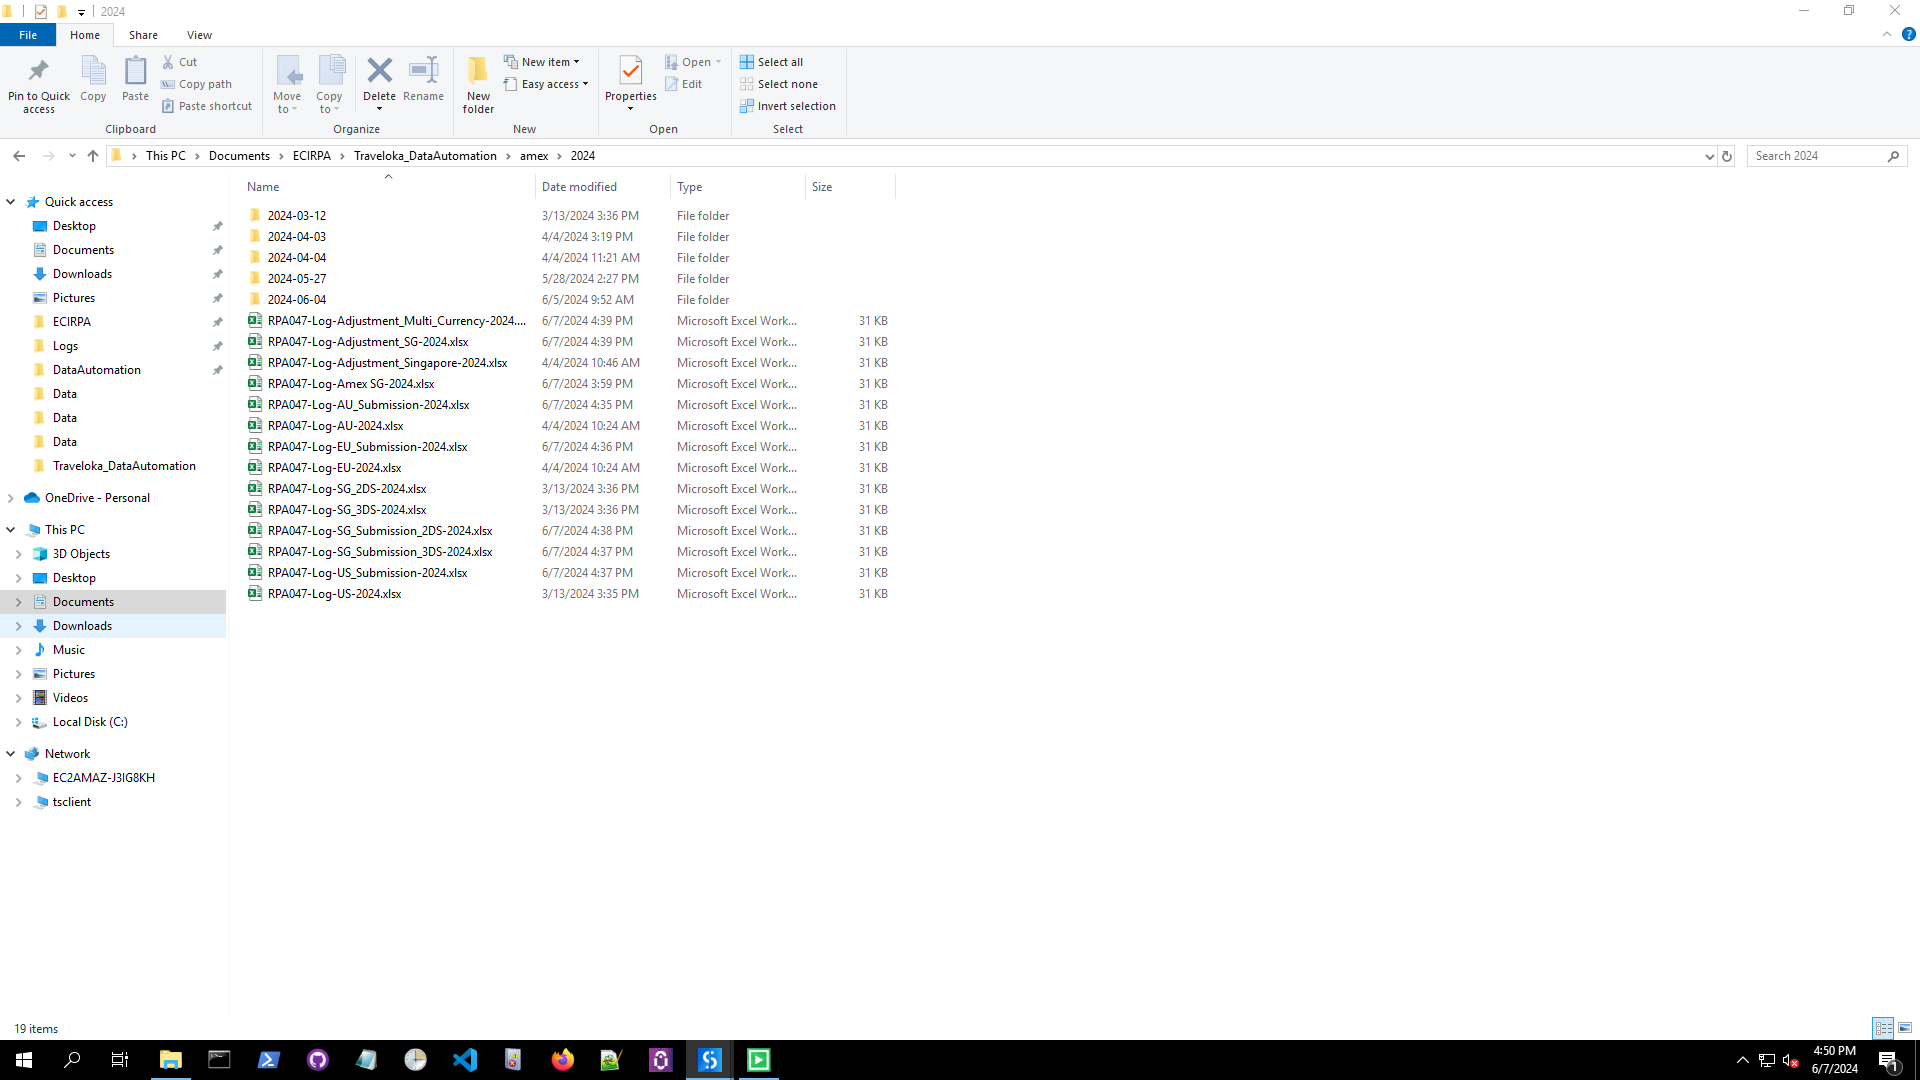 2024
File
Home
Share
View
Pin to Quick access
Copy
Paste
Cut
Copy path
Paste shortcut
Clipboard
Move to
Copy to
Delete
Rename
Organize
New folder
New item
Easy access
New
Properties
Open
Edit
Open
Select all
Select none
Invert selection
Select
This PC
Documents
ECIRPA
Traveloka_DataAutomation
amex
2024
Search 2024
Name Date modified Type Size
2024-03-12 3/13/2024 3:36 PM File folder
2024-04-03 4/4/2024 3:19 PM File folder
2024-04-04 4/4/2024 11:21 AM File folder
2024-05-27 5/28/2024 2:27 PM File folder
2024-06-04 6/5/2024 9:52 AM File folder
RPA047-Log-Adjustment_Multi_Currency-2024.... 6/7/2024 4:39 PM Microsoft Excel Work... 31 KB
RPA047-Log-Adjustment_SG-2024.xlsx 6/7/2024 4:39 PM Microsoft Excel Work... 31 KB
RPA047-Log-Adjustment_Singapore-2024.xlsx 4/4/2024 10:46 AM Microsoft Excel Work... 31 KB
RPA047-Log-Amex SG-2024.xlsx 6/7/2024 3:59 PM Microsoft Excel Work... 31 KB
RPA047-Log-AU_Submission-2024.xlsx 6/7/2024 4:35 PM Microsoft Excel Work... 31 KB
RPA047-Log-AU-2024.xlsx 4/4/2024 10:24 AM Microsoft Excel Work... 31 KB
RPA047-Log-EU_Submission-2024.xlsx 6/7/2024 4:36 PM Microsoft Excel Work... 31 KB
RPA047-Log-EU-2024.xlsx 4/4/2024 10:24 AM Microsoft Excel Work... 31 KB
RPA047-Log-SG_2DS-2024.xlsx 3/13/2024 3:36 PM Microsoft Excel Work... 31 KB
RPA047-Log-SG_3DS-2024.xlsx 3/13/2024 3:36 PM Microsoft Excel Work... 31 KB
RPA047-Log-SG_Submission_2DS-2024.xlsx 6/7/2024 4:38 PM Microsoft Excel Work... 31 KB
RPA047-Log-SG_Submission_3DS-2024.xlsx 6/7/2024 4:37 PM Microsoft Excel Work... 31 KB
RPA047-Log-US_Submission-2024.xlsx 6/7/2024 4:37 PM Microsoft Excel Work... 31 KB
RPA047-Log-US-2024.xlsx 3/13/2024 3:35 PM Microsoft Excel Work... 31 KB
Quick access
Desktop
Documents
Downloads
Pictures
ECIRPA
Logs
DataAutomation
Data
Data
Data
Traveloka_DataAutomation
OneDrive - Personal
This PC
3D Objects
Desktop
Documents
Downloads
Music
Pictures
Videos
Local Disk (C:)
Network
EC2AMAZ-J3IG8KH
tsclient
19 items
4:50 PM
6/7/2024
1